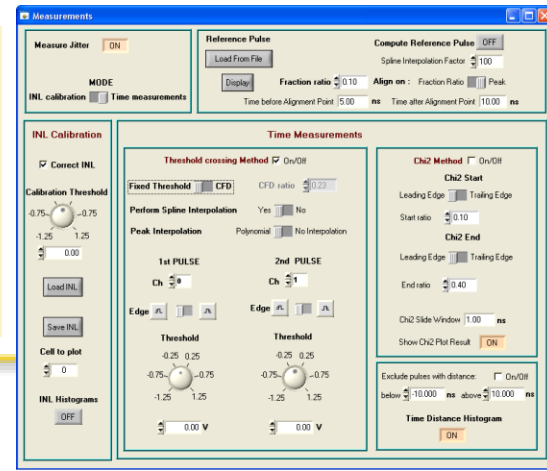 Measurements
Measure Jitter ON
MODE
INL calibration Time measurements
Reference Pulse
Load From File
Display
Fraction ratio 0.10
Compute Reference Pulse OFF
Spline Interpolation Factor 100
Align on : Fraction Ratio Peak
Time before Alignment Point 5.00 ns Time after Alignment Point 10.00 ns
INL Calibration
Correct INL
Calibration Threshold
-0.75 -0.75
-1.25 1.25
0.00
Load INL
Save INL
Cell to plot
0
INL Histograms
OFF
Time Measurements
Threshold crossing Method On/Off
Fixed Threshold CFD CFD ratio 0.23
Perform Spline Interpolation Yes No
Peak Interpolation Polynomial No Interpolation
1st PULSE 2nd PULSE
Ch 0 Ch 1
Edge Edge
Threshold Threshold
-0.25 0.25 -0.25 0.25
-0.75 -0.75 -0.75 -0.75
-1.25 1.25 -1.25 1.25
0.00 V 0.00 V
Chi2 Method On/Off
Chi2 Start
Leading Edge Trailing Edge
Start ratio 0.10
Chi2 End
Leading Edge Trailing Edge
End ratio 0.40
Chi2 Slide Window 1.00 ns
Show Chi2 Plot Result ON
Exclude pulses with distance: On/Off
below -10.000 ns above 10.000 ns
Time Distance Histogram
ON